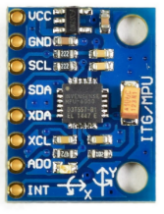 VCC
GND
SCL
SDA
XDA
XCL
ADO
INT
ITG/MPU
X
Y